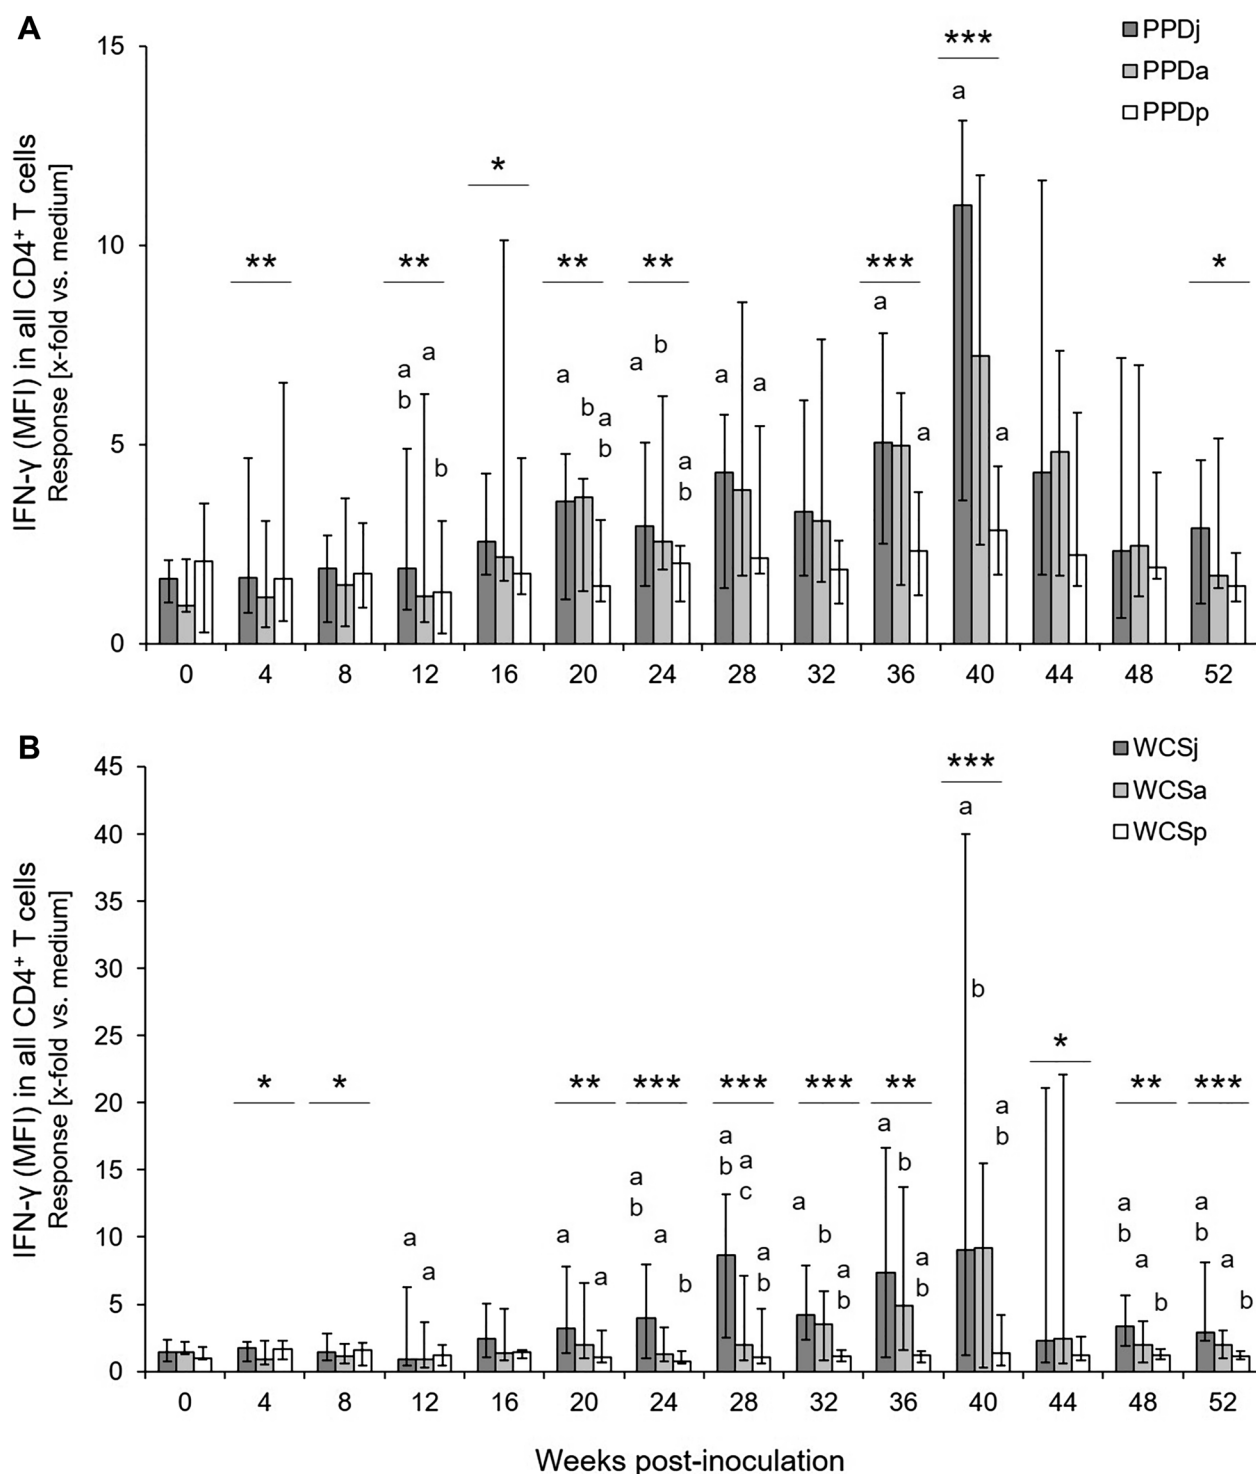 A
PPDj
PPDa
PPDp
IFN-γ (MFI) in all CD4⁺ T cells
Response [x-fold vs. medium]
15
10
5
0
** ** * ** ** *** *** *
a b a b
a b a b
a b a b
a a
a a
a a
0 4 8 12 16 20 24 28 32 36 40 44 48 52
B
WCSj
WCSa
WCSp
IFN-γ (MFI) in all CD4⁺ T cells
Response [x-fold vs. medium]
45
40
35
30
25
20
15
10
5
0
* * ** *** *** *** ** *** * ** ***
a a
a a
a b a b
a b a c a b
a b a b
a b a b
a b a b
a b a b
a b a b
0 4 8 12 16 20 24 28 32 36 40 44 48 52
Weeks post-inoculation